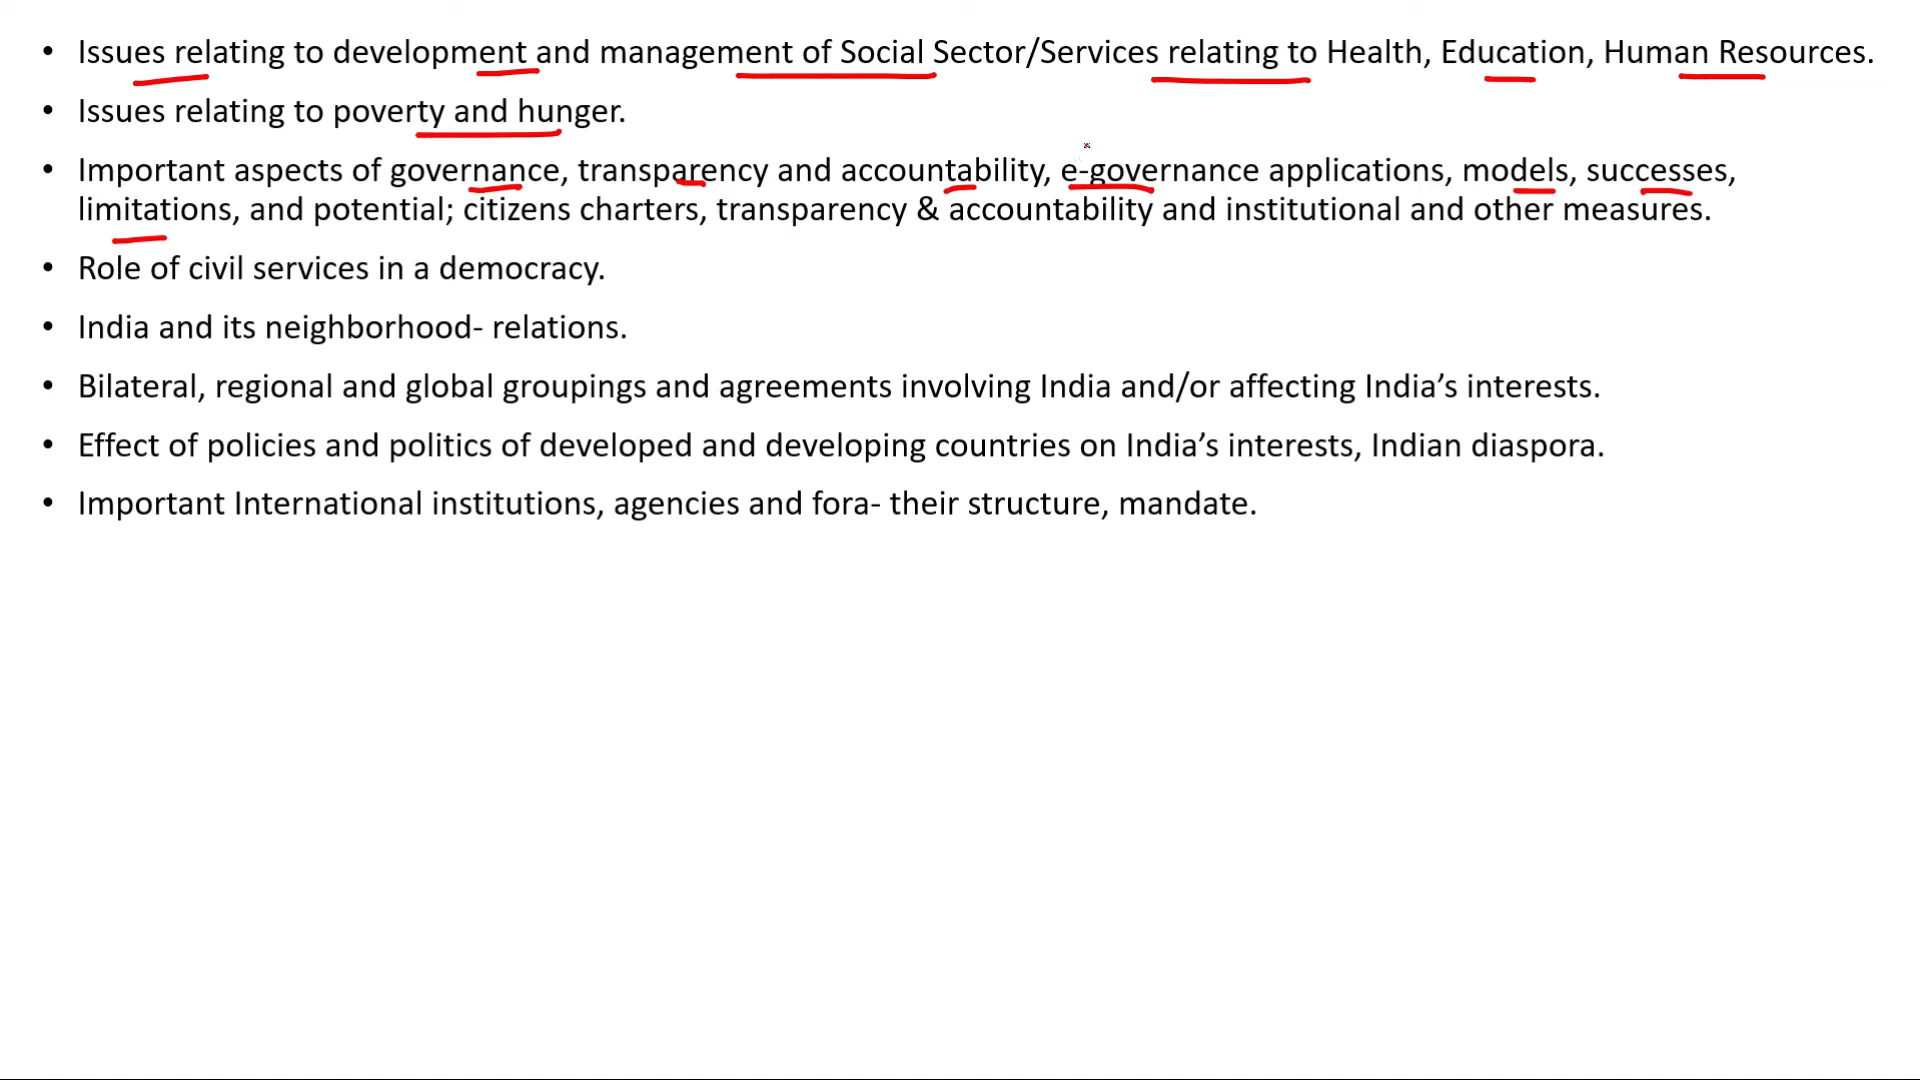 • Issues relating to development and management of Social Sector/Services relating to Health, Education, Human Resources.
• Issues relating to poverty and hunger.
• Important aspects of governance, transparency and accountability, e-governance applications, models, successes,
limitations, and potential; citizens charters, transparency & accountability and institutional and other measures.
• Role of civil services in a democracy.
• India and its neighborhood- relations.
• Bilateral, regional and global groupings and agreements involving India and/or affecting India’s interests.
• Effect of policies and politics of developed and developing countries on India’s interests, Indian diaspora.
• Important International institutions, agencies and fora- their structure, mandate.